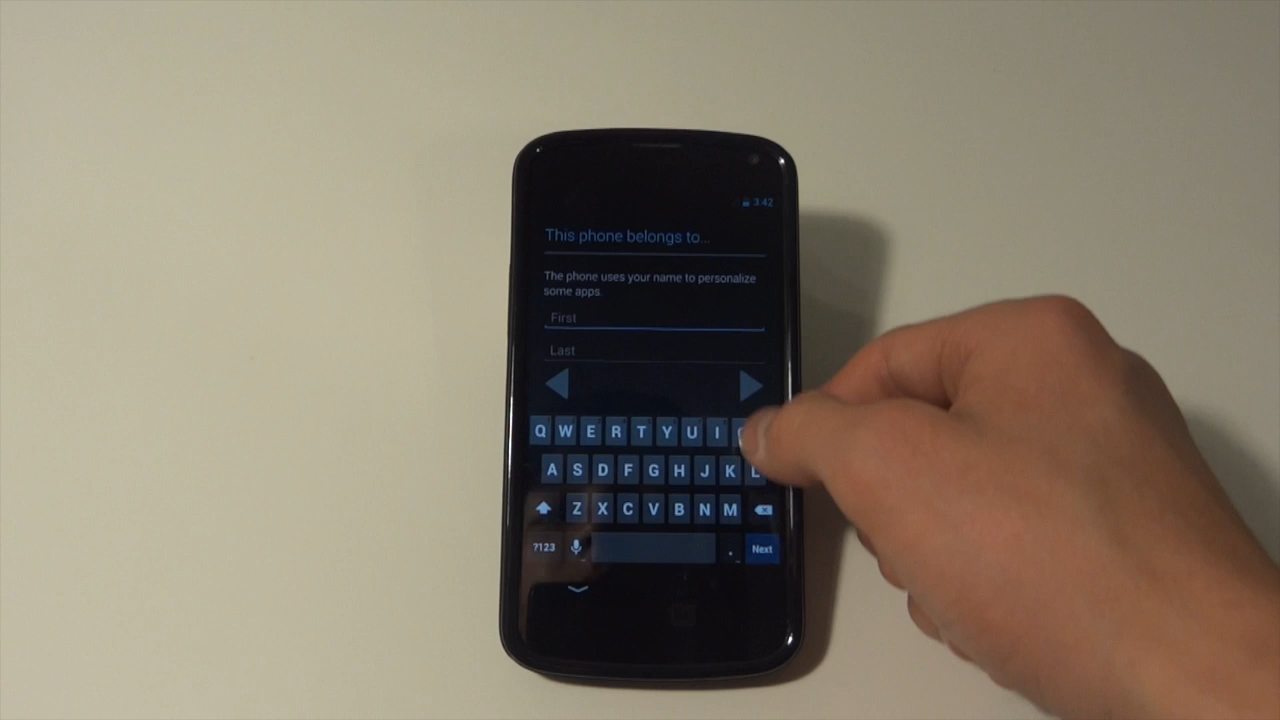 3:42
This phone belongs to...
The phone uses your name to personalize
some apps.
First
Last
Q W E R T Y U I
A S D F G H J K L
Z X C V B N M
?123 . Next